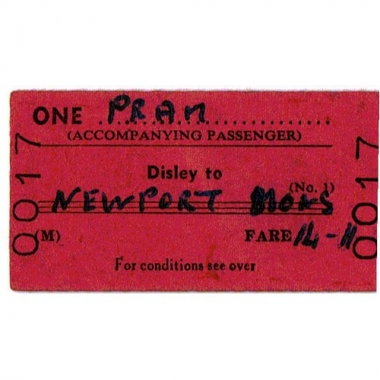 ONE PRAM
(ACCOMPANYING PASSENGER)
Disley to
(No. 1)
NEWPORT MONS
(M) FARE 14-11
For conditions see over
0017
0017